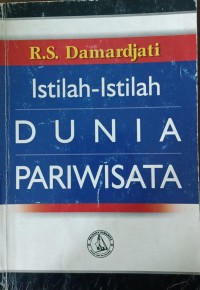 R.S. Damardjati
Istilah-Istilah
DUNIA
PARIWISATA